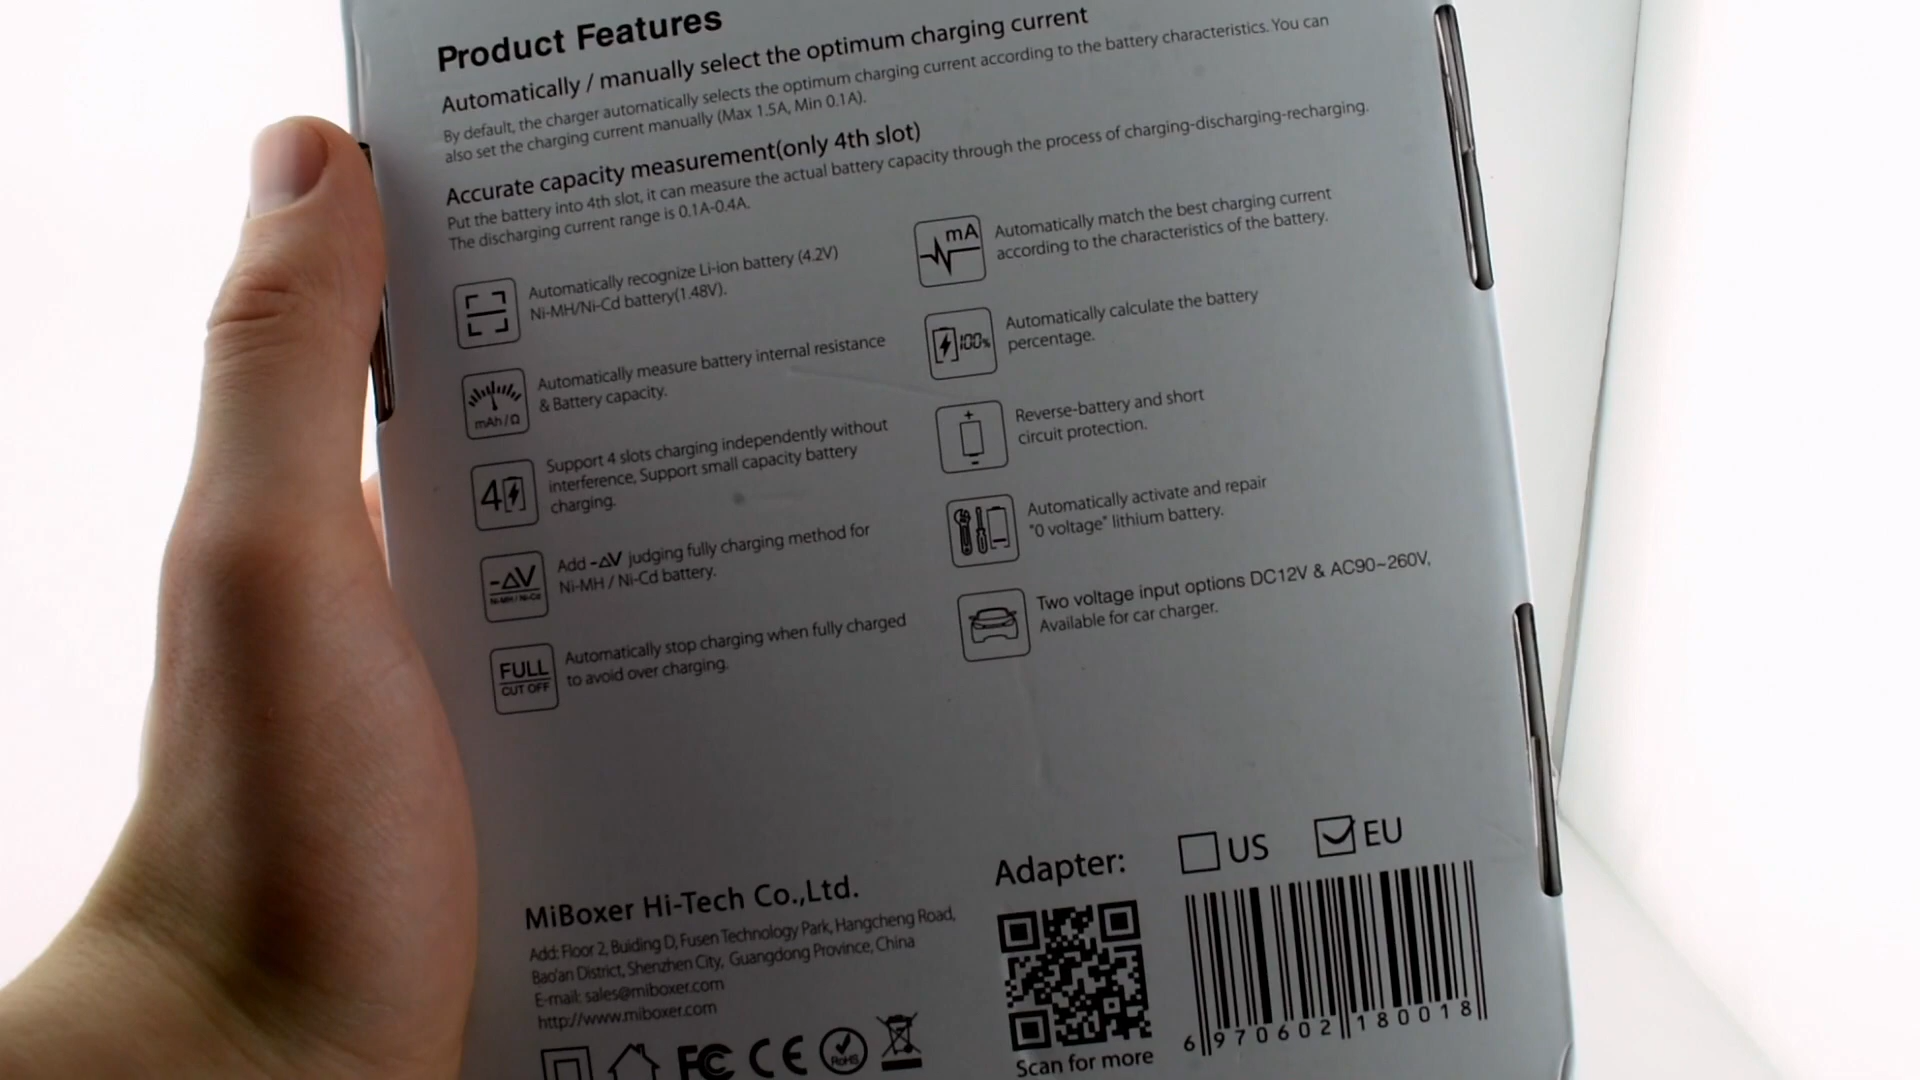 Product Features
Automatically / manually select the optimum charging current
By default, the charger automatically selects the optimum charging current according to the battery characteristics. You can
also set the charging current manually (Max 1.5A, Min 0.1A).
Accurate capacity measurement(only 4th slot)
Put the battery into 4th slot, it can measure the actual battery capacity through the process of charging-discharging-recharging.
The discharging current range is 0.1A-0.4A.
Automatically recognize Li-ion battery (4.2V)
Ni-MH/Ni-Cd battery(1.48V).
mAh/Ω
Automatically measure battery internal resistance
& Battery capacity.
4
Support 4 slots charging independently without
interference, Support small capacity battery
charging.
-ΔV
Ni-MH / Ni-Cd
Add -ΔV judging fully charging method for
Ni-MH / Ni-Cd battery.
FULL
CUT OFF
Automatically stop charging when fully charged
to avoid over charging.
mA
Automatically match the best charging current
according to the characteristics of the battery.
100%
Automatically calculate the battery
percentage.
+
-
Reverse-battery and short
circuit protection.
Automatically activate and repair
"0 voltage" lithium battery.
Two voltage input options DC12V & AC90~260V,
Available for car charger.
MiBoxer Hi-Tech Co.,Ltd.
Add: Floor 2, Buiding D, Fusen Technology Park, Hangcheng Road,
Bao'an District, Shenzhen City, Guangdong Province, China
E-mail: sales@miboxer.com
http://www.miboxer.com
FC CE RoHS
Adapter: US EU
Scan for more
6 970602 180018